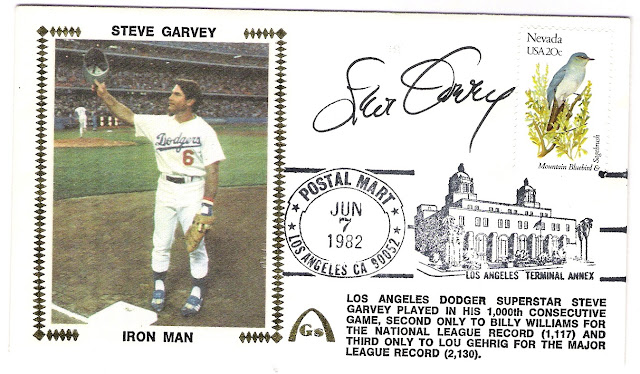 STEVE GARVEY
Dodgers
6
IRON MAN
Steve Garvey
Nevada
USA 20c
Mountain Bluebird & Sagebrush
POSTAL MART
JUN
7
1982
LOS ANGELES CA 90052
LOS ANGELES TERMINAL ANNEX
Gs
LOS ANGELES DODGER SUPERSTAR STEVE
GARVEY PLAYED IN HIS 1,000th CONSECUTIVE
GAME, SECOND ONLY TO BILLY WILLIAMS FOR
THE NATIONAL LEAGUE RECORD (1,117) AND
THIRD ONLY TO LOU GEHRIG FOR THE MAJOR
LEAGUE RECORD (2,130).